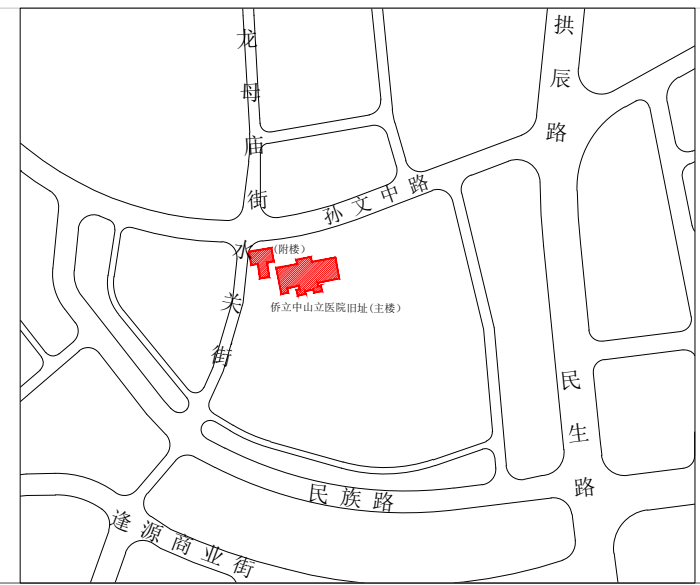 龙母庙街
拱辰路
孙文中路
水关街
(附楼)
侨立中山立医院旧址(主楼)
民生路
民族路
逢源商业街